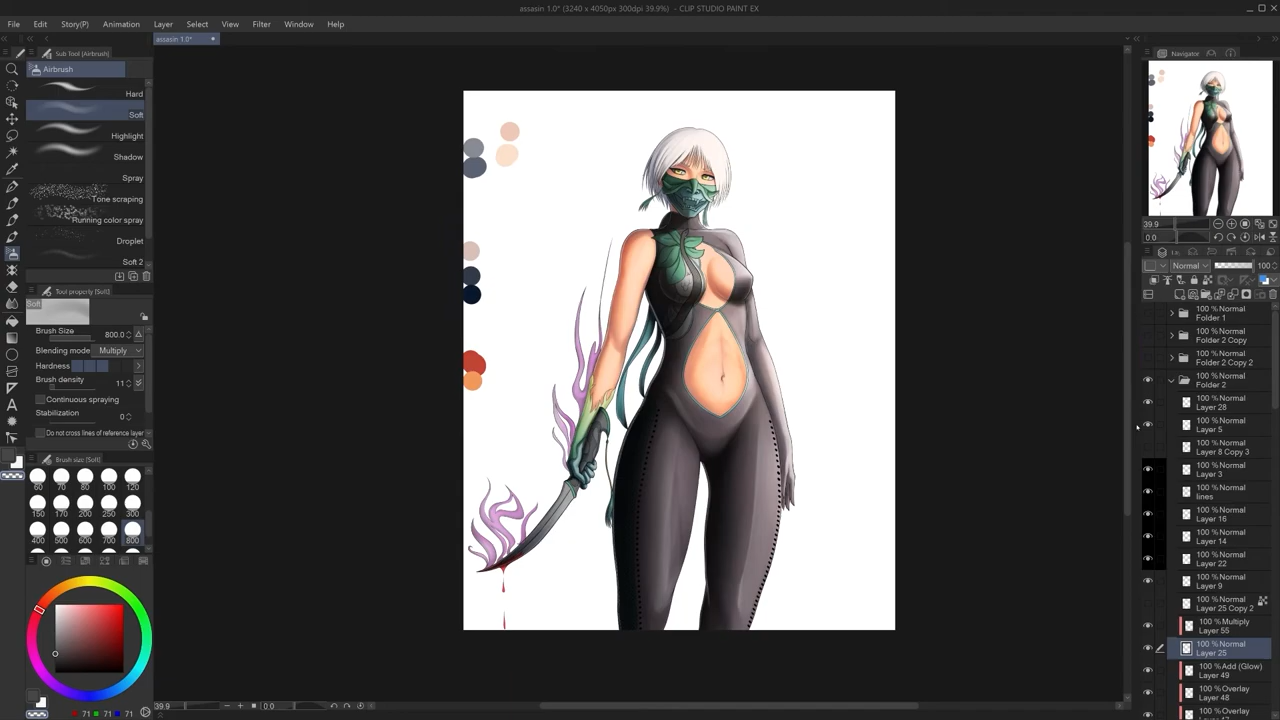 assasin 1.0* (3240 x 4050px 300dpi 39.9%) - CLIP STUDIO PAINT EX
File Edit Story(P) Animation Layer Select View Filter Window Help
assasin 1.0*
Sub Tool [Airbrush]
Airbrush
Hard
Soft
Highlight
Shadow
Spray
Tone scraping
Running color spray
Droplet
Soft 2
Tool property [Soft]
Soft
Brush Size 800.0
Blending mode Multiply
Hardness
Brush density 11
Continuous spraying
Stabilization 0
Do not cross lines of reference layer
Brush size [Soft]
60 70 80 100 120
150 170 200 250 300
400 500 600 700 800
71 71 71
39.9 0.0
Navigator
39.9
0.0
Normal 100
100 % Normal
Folder 1
100 % Normal
Folder 2 Copy
100 % Normal
Folder 2 Copy 2
100 % Normal
Folder 2
100 % Normal
Layer 28
100 % Normal
Layer 5
100 % Normal
Layer 8 Copy 3
100 % Normal
Layer 3
100 % Normal
lines
100 % Normal
Layer 16
100 % Normal
Layer 14
100 % Normal
Layer 22
100 % Normal
Layer 9
100 % Normal
Layer 25 Copy 2
100 % Multiply
Layer 55
100 % Normal
Layer 25
100 % Add (Glow)
Layer 49
100 % Overlay
Layer 48
100 % Overlay